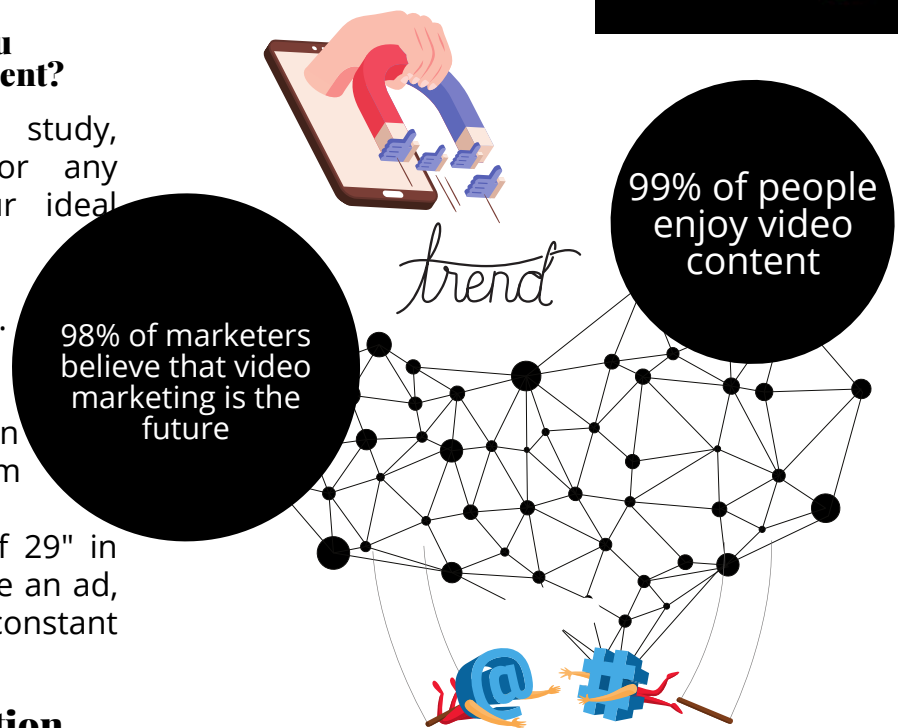 u
ent?
study,
or any
ur ideal
.
n
m
f 29" in
e an ad,
constant
tion
trend
98% of marketers
believe that video
marketing is the
future
99% of people
enjoy video
content
@
#